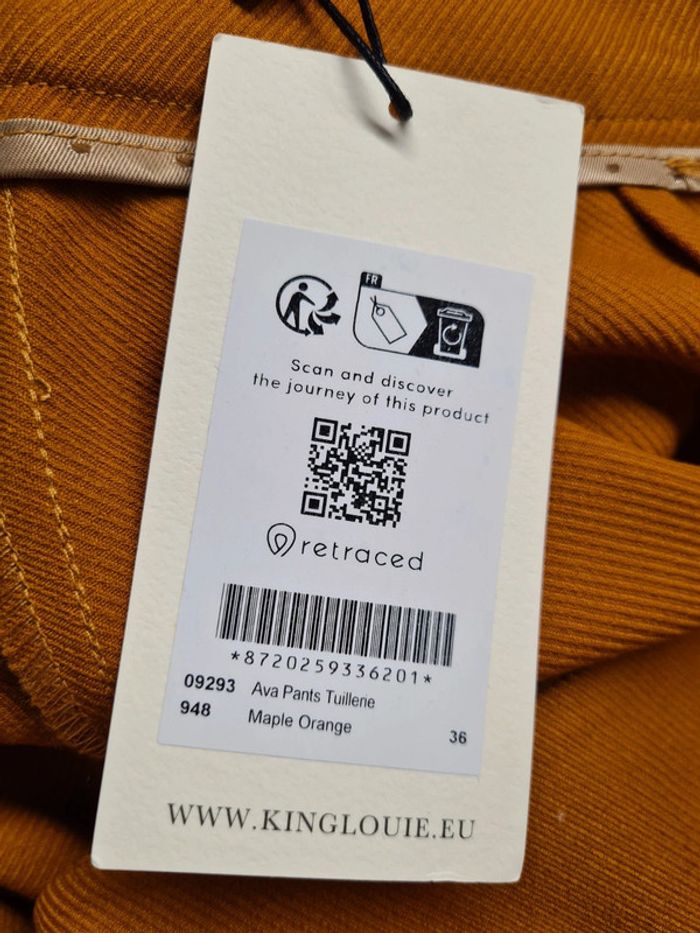 FR
Scan and discover
the journey of this product
retraced
*8720259336201*
09293 Ava Pants Tuillerie
948 Maple Orange
36
WWW.KINGLOUIE.EU